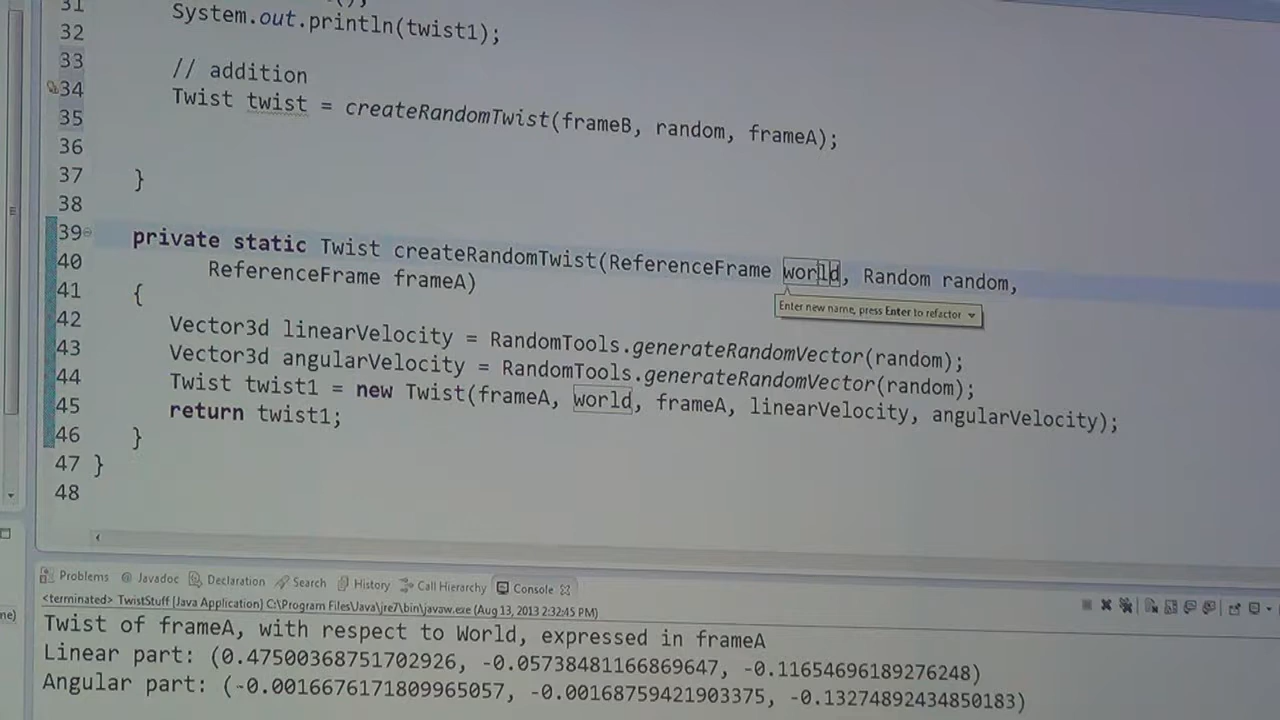 31
32 System.out.println(twist1);
33
34 // addition
35 Twist twist = createRandomTwist(frameB, random, frameA);
36
37 }
38
39 private static Twist createRandomTwist(ReferenceFrame world, Random random,
40 ReferenceFrame frameA)
Enter new name, press Enter to refactor
41 {
42 Vector3d linearVelocity = RandomTools.generateRandomVector(random);
43 Vector3d angularVelocity = RandomTools.generateRandomVector(random);
44 Twist twist1 = new Twist(frameA, world, frameA, linearVelocity, angularVelocity);
45 return twist1;
46 }
47 }
48
Problems Javadoc Declaration Search History Call Hierarchy Console
<terminated> TwistStuff [Java Application] C:\Program Files\Java\jre7\bin\javaw.exe (Aug 13, 2013 2:32:45 PM)
Twist of frameA, with respect to World, expressed in frameA
Linear part: (0.47500368751702926, -0.05738481166869647, -0.11654696189276248)
Angular part: (-0.0016676171809965057, -0.00168759421903375, -0.13274892434850183)